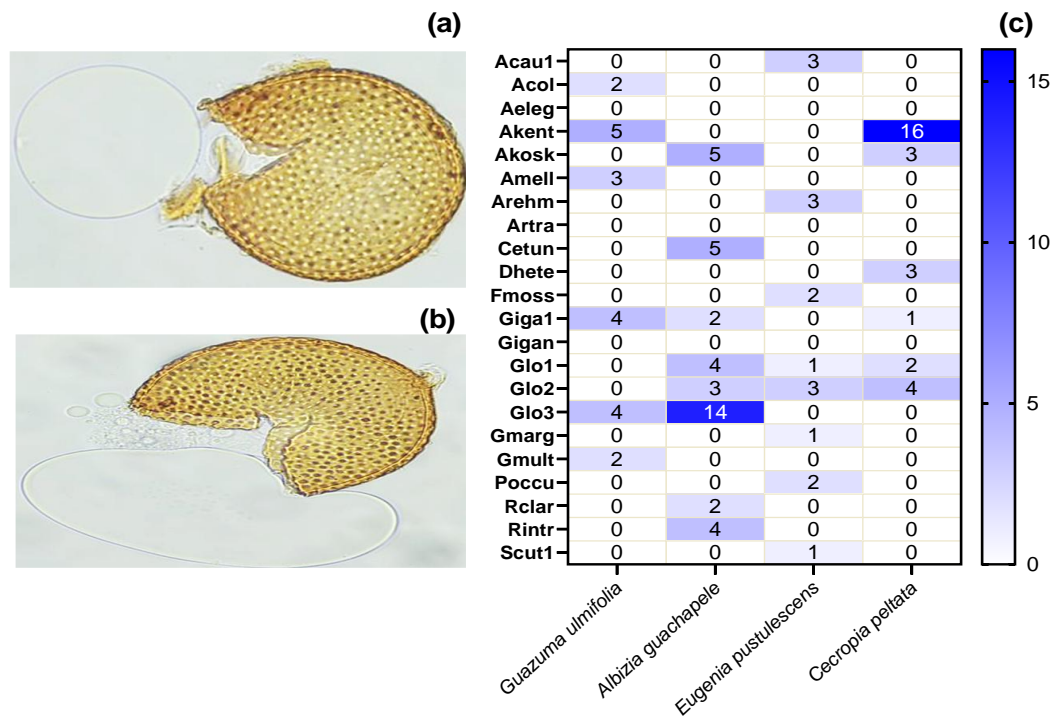 (a)
(b)
(c)
Acau1 0 0 3 0
Acol 2 0 0 0
Aeleg 0 0 0 0
Akent 5 0 0 16
Akosk 0 5 0 3
Amell 3 0 0 0
Arehm 0 0 3 0
Artra 0 0 0 0
Cetun 0 5 0 0
Dhete 0 0 0 3
Fmoss 0 0 2 0
Giga1 4 2 0 1
Gigan 0 0 0 0
Glo1 0 4 1 2
Glo2 0 3 3 4
Glo3 4 14 0 0
Gmarg 0 0 1 0
Gmult 2 0 0 0
Poccu 0 0 2 0
Rclar 0 2 0 0
Rintr 0 4 0 0
Scut1 0 0 1 0
Guazuma ulmifolia
Albizia guachapele
Eugenia pustulescens
Cecropia peltata
15
10
5
0